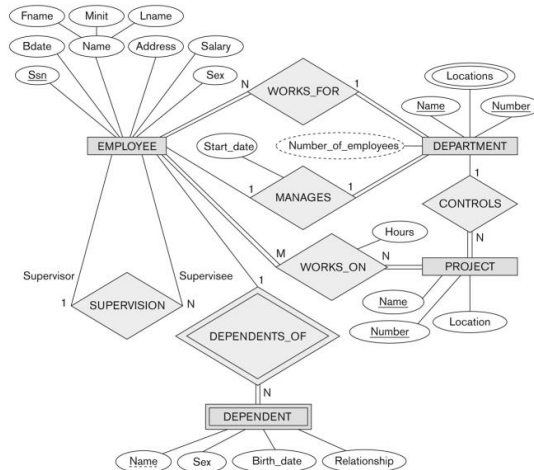 Fname
Minit
Lname
Bdate
Name
Address
Salary
Ssn
Sex
N
WORKS_FOR
1
Locations
Name
Number
EMPLOYEE
Start_date
Number_of_employees
DEPARTMENT
1
MANAGES
1
1
CONTROLS
N
Hours
M
WORKS_ON
N
PROJECT
Supervisor
Supervisee
1
SUPERVISION
N
1
Name
Number
Location
DEPENDENTS_OF
N
DEPENDENT
Name
Sex
Birth_date
Relationship